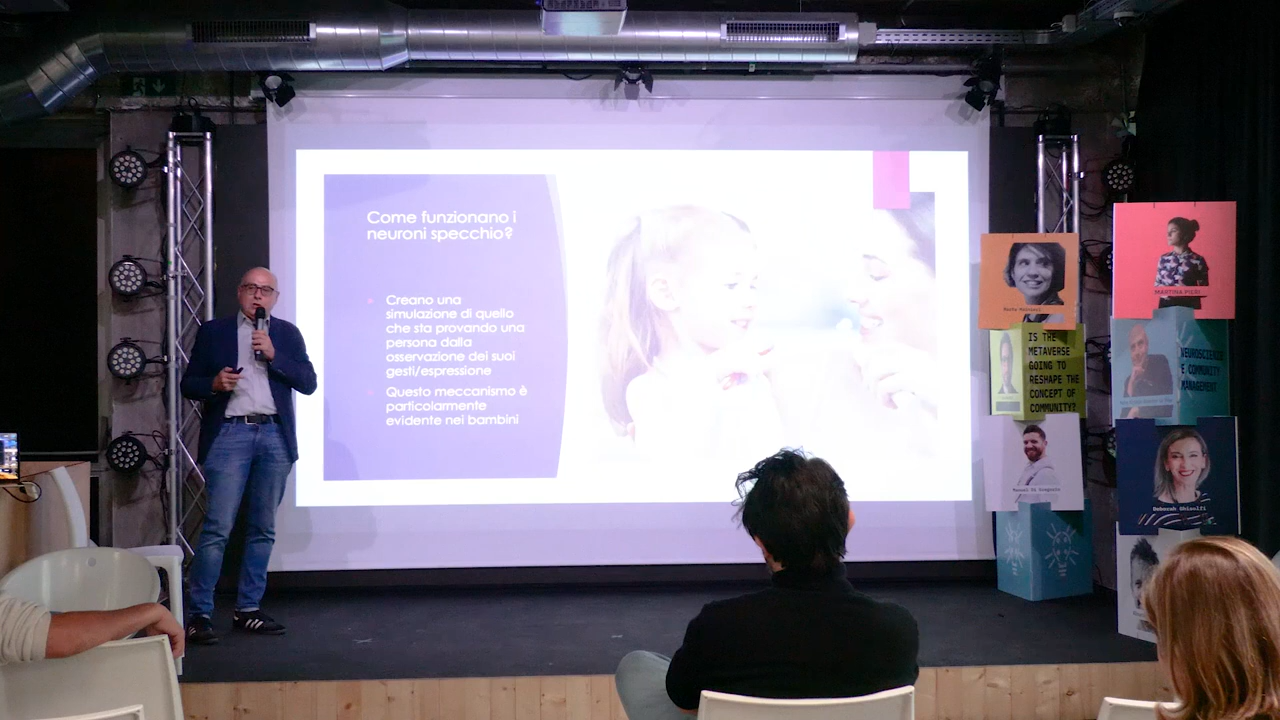 Come funzionano i
neuroni specchio?
Creano una
simulazione di quello
che sta provando una
persona dalla
osservazione dei suoi
gesti/espressione
Questo meccanismo è
particolarmente
evidente nei bambini
MARTINA PIERI
IS THE
METAVERSE
GOING TO
RESHAPE THE
CONCEPT OF
COMMUNITY?
E COMMUNITY
MANAGEMENT
Deborah Ghisolfi